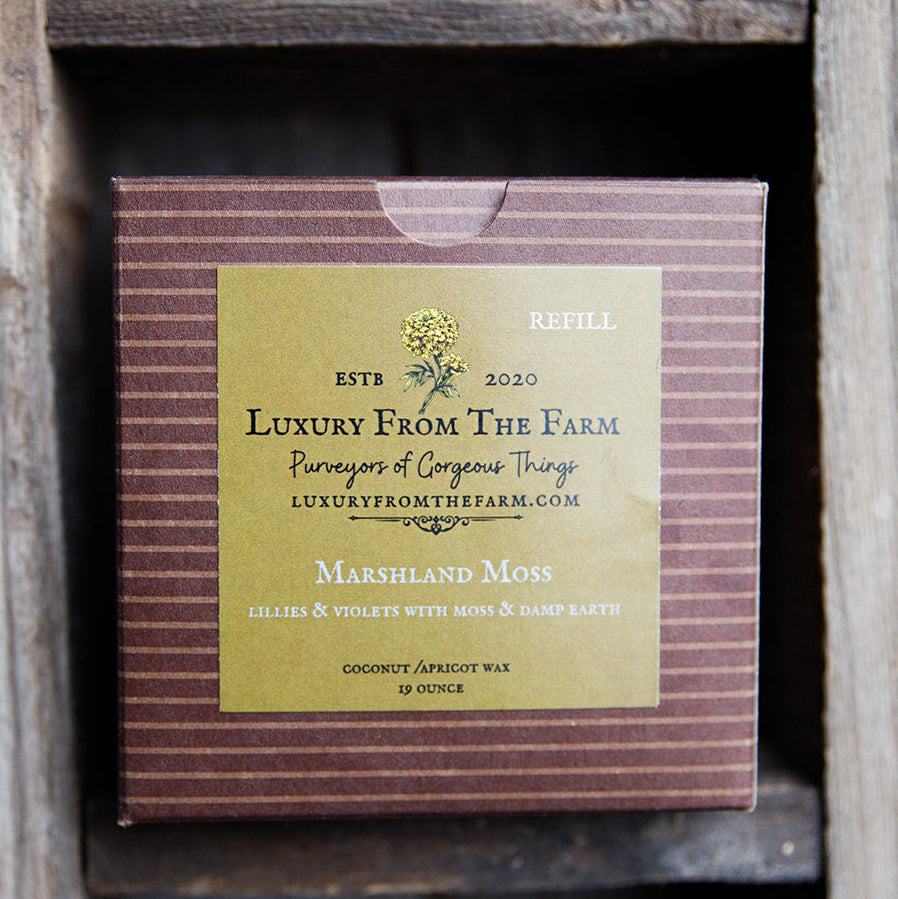 REFILL
ESTB 2020
LUXURY FROM THE FARM
Purveyors of Gorgeous Things
LUXURYFROMTHEFARM.COM
MARSHLAND MOSS
LILLIES & VIOLETS WITH MOSS & DAMP EARTH
COCONUT /APRICOT WAX
19 OUNCE